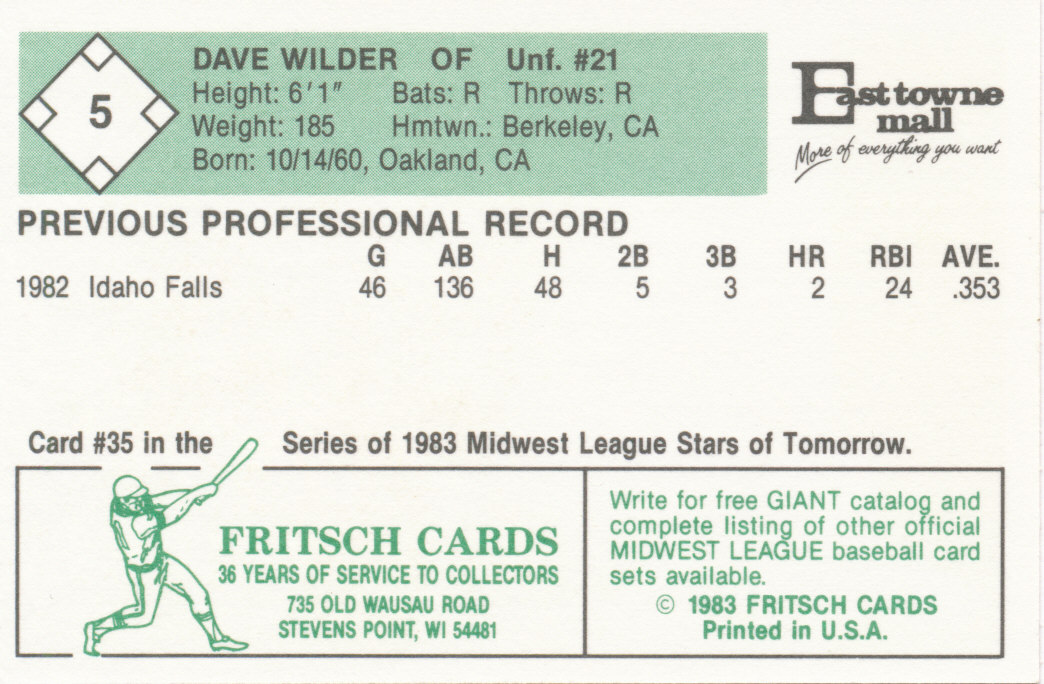 5
DAVE WILDER OF Unf. #21
Height: 6'1" Bats: R Throws: R
Weight: 185 Hmtwn.: Berkeley, CA
Born: 10/14/60, Oakland, CA
East towne
mall
More of everything you want
PREVIOUS PROFESSIONAL RECORD
G AB H 2B 3B HR RBI AVE.
1982 Idaho Falls 46 136 48 5 3 2 24 .353
Card #35 in the Series of 1983 Midwest League Stars of Tomorrow.
FRITSCH CARDS
36 YEARS OF SERVICE TO COLLECTORS
735 OLD WAUSAU ROAD
STEVENS POINT, WI 54481
Write for free GIANT catalog and
complete listing of other official
MIDWEST LEAGUE baseball card
sets available.
© 1983 FRITSCH CARDS
Printed in U.S.A.